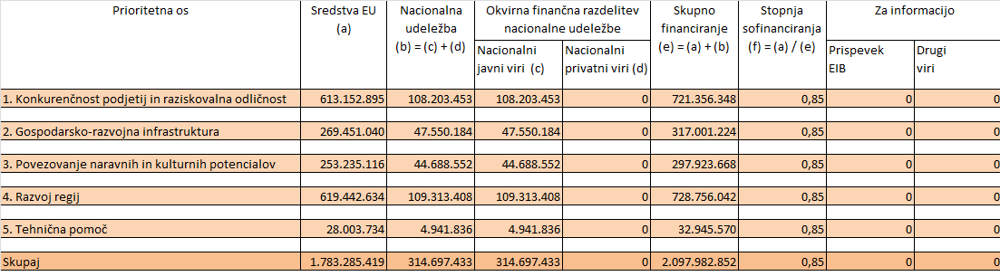 Prioritetna os Sredstva EU Nacionalna Okvirna finančna razdelitev Skupno Stopnja Za informacijo
(a) udeležba nacionalne udeležbe financiranje sofinanciranja
(b) = (c) + (d) Nacionalni Nacionalni (e) = (a) + (b) (f) = (a) / (e) Prispevek Drugi
javni viri (c) privatni viri (d) EIB viri
1. Konkurenčnost podjetij in raziskovalna odličnost 613.152.895 108.203.453 108.203.453 0 721.356.348 0,85 0 0
2. Gospodarsko-razvojna infrastruktura 269.451.040 47.550.184 47.550.184 0 317.001.224 0,85 0 0
3. Povezovanje naravnih in kulturnih potencialov 253.235.116 44.688.552 44.688.552 0 297.923.668 0,85 0 0
4. Razvoj regij 619.442.634 109.313.408 109.313.408 0 728.756.042 0,85 0 0
5. Tehnična pomoč 28.003.734 4.941.836 4.941.836 0 32.945.570 0,85 0 0
Skupaj 1.783.285.419 314.697.433 314.697.433 0 2.097.982.852 0,85 0 0